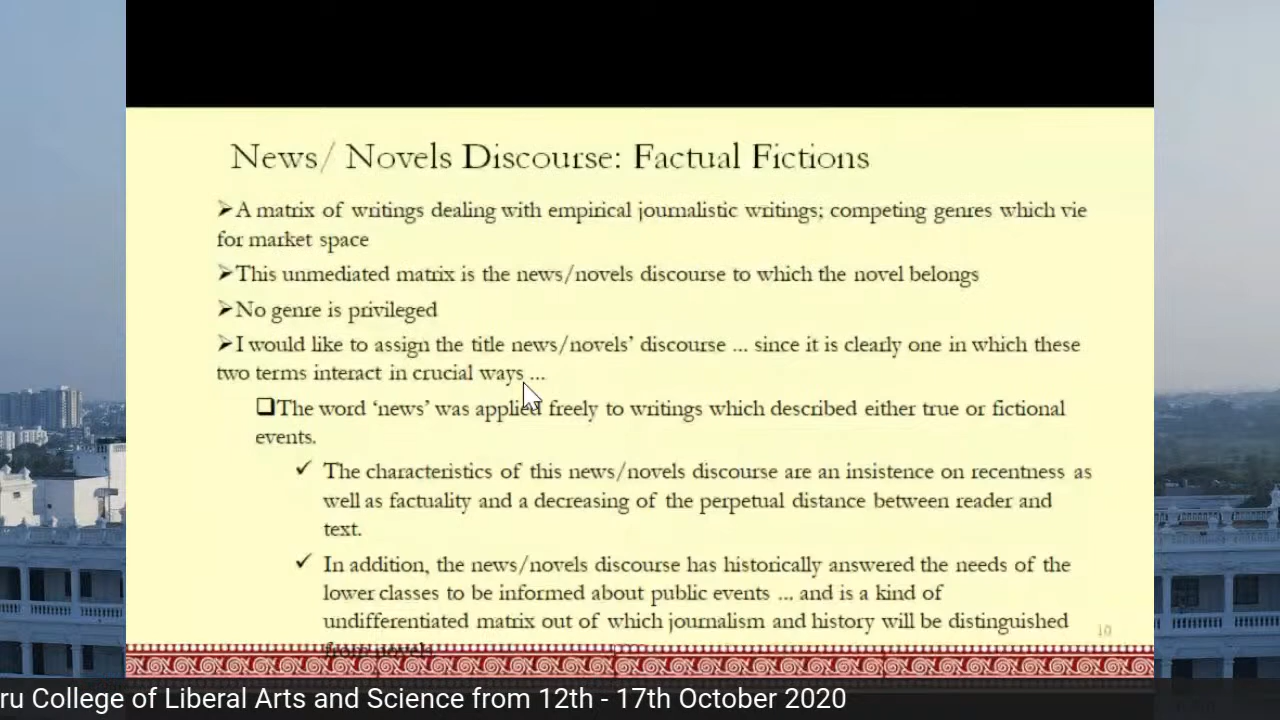 News/ Novels Discourse: Factual Fictions
➢A matrix of writings dealing with empirical journalistic writings; competing genres which vie
for market space
➢This unmediated matrix is the news/novels discourse to which the novel belongs
➢No genre is privileged
➢I would like to assign the title news/novels’ discourse ... since it is clearly one in which these
two terms interact in crucial ways ...
❑The word ‘news’ was applied freely to writings which described either true or fictional
events.
✓ The characteristics of this news/novels discourse are an insistence on recentness as
well as factuality and a decreasing of the perpetual distance between reader and
text.
✓ In addition, the news/novels discourse has historically answered the needs of the
lower classes to be informed about public events ... and is a kind of
undifferentiated matrix out of which journalism and history will be distinguished
from novels.
10
ru College of Liberal Arts and Science from 12th - 17th October 2020